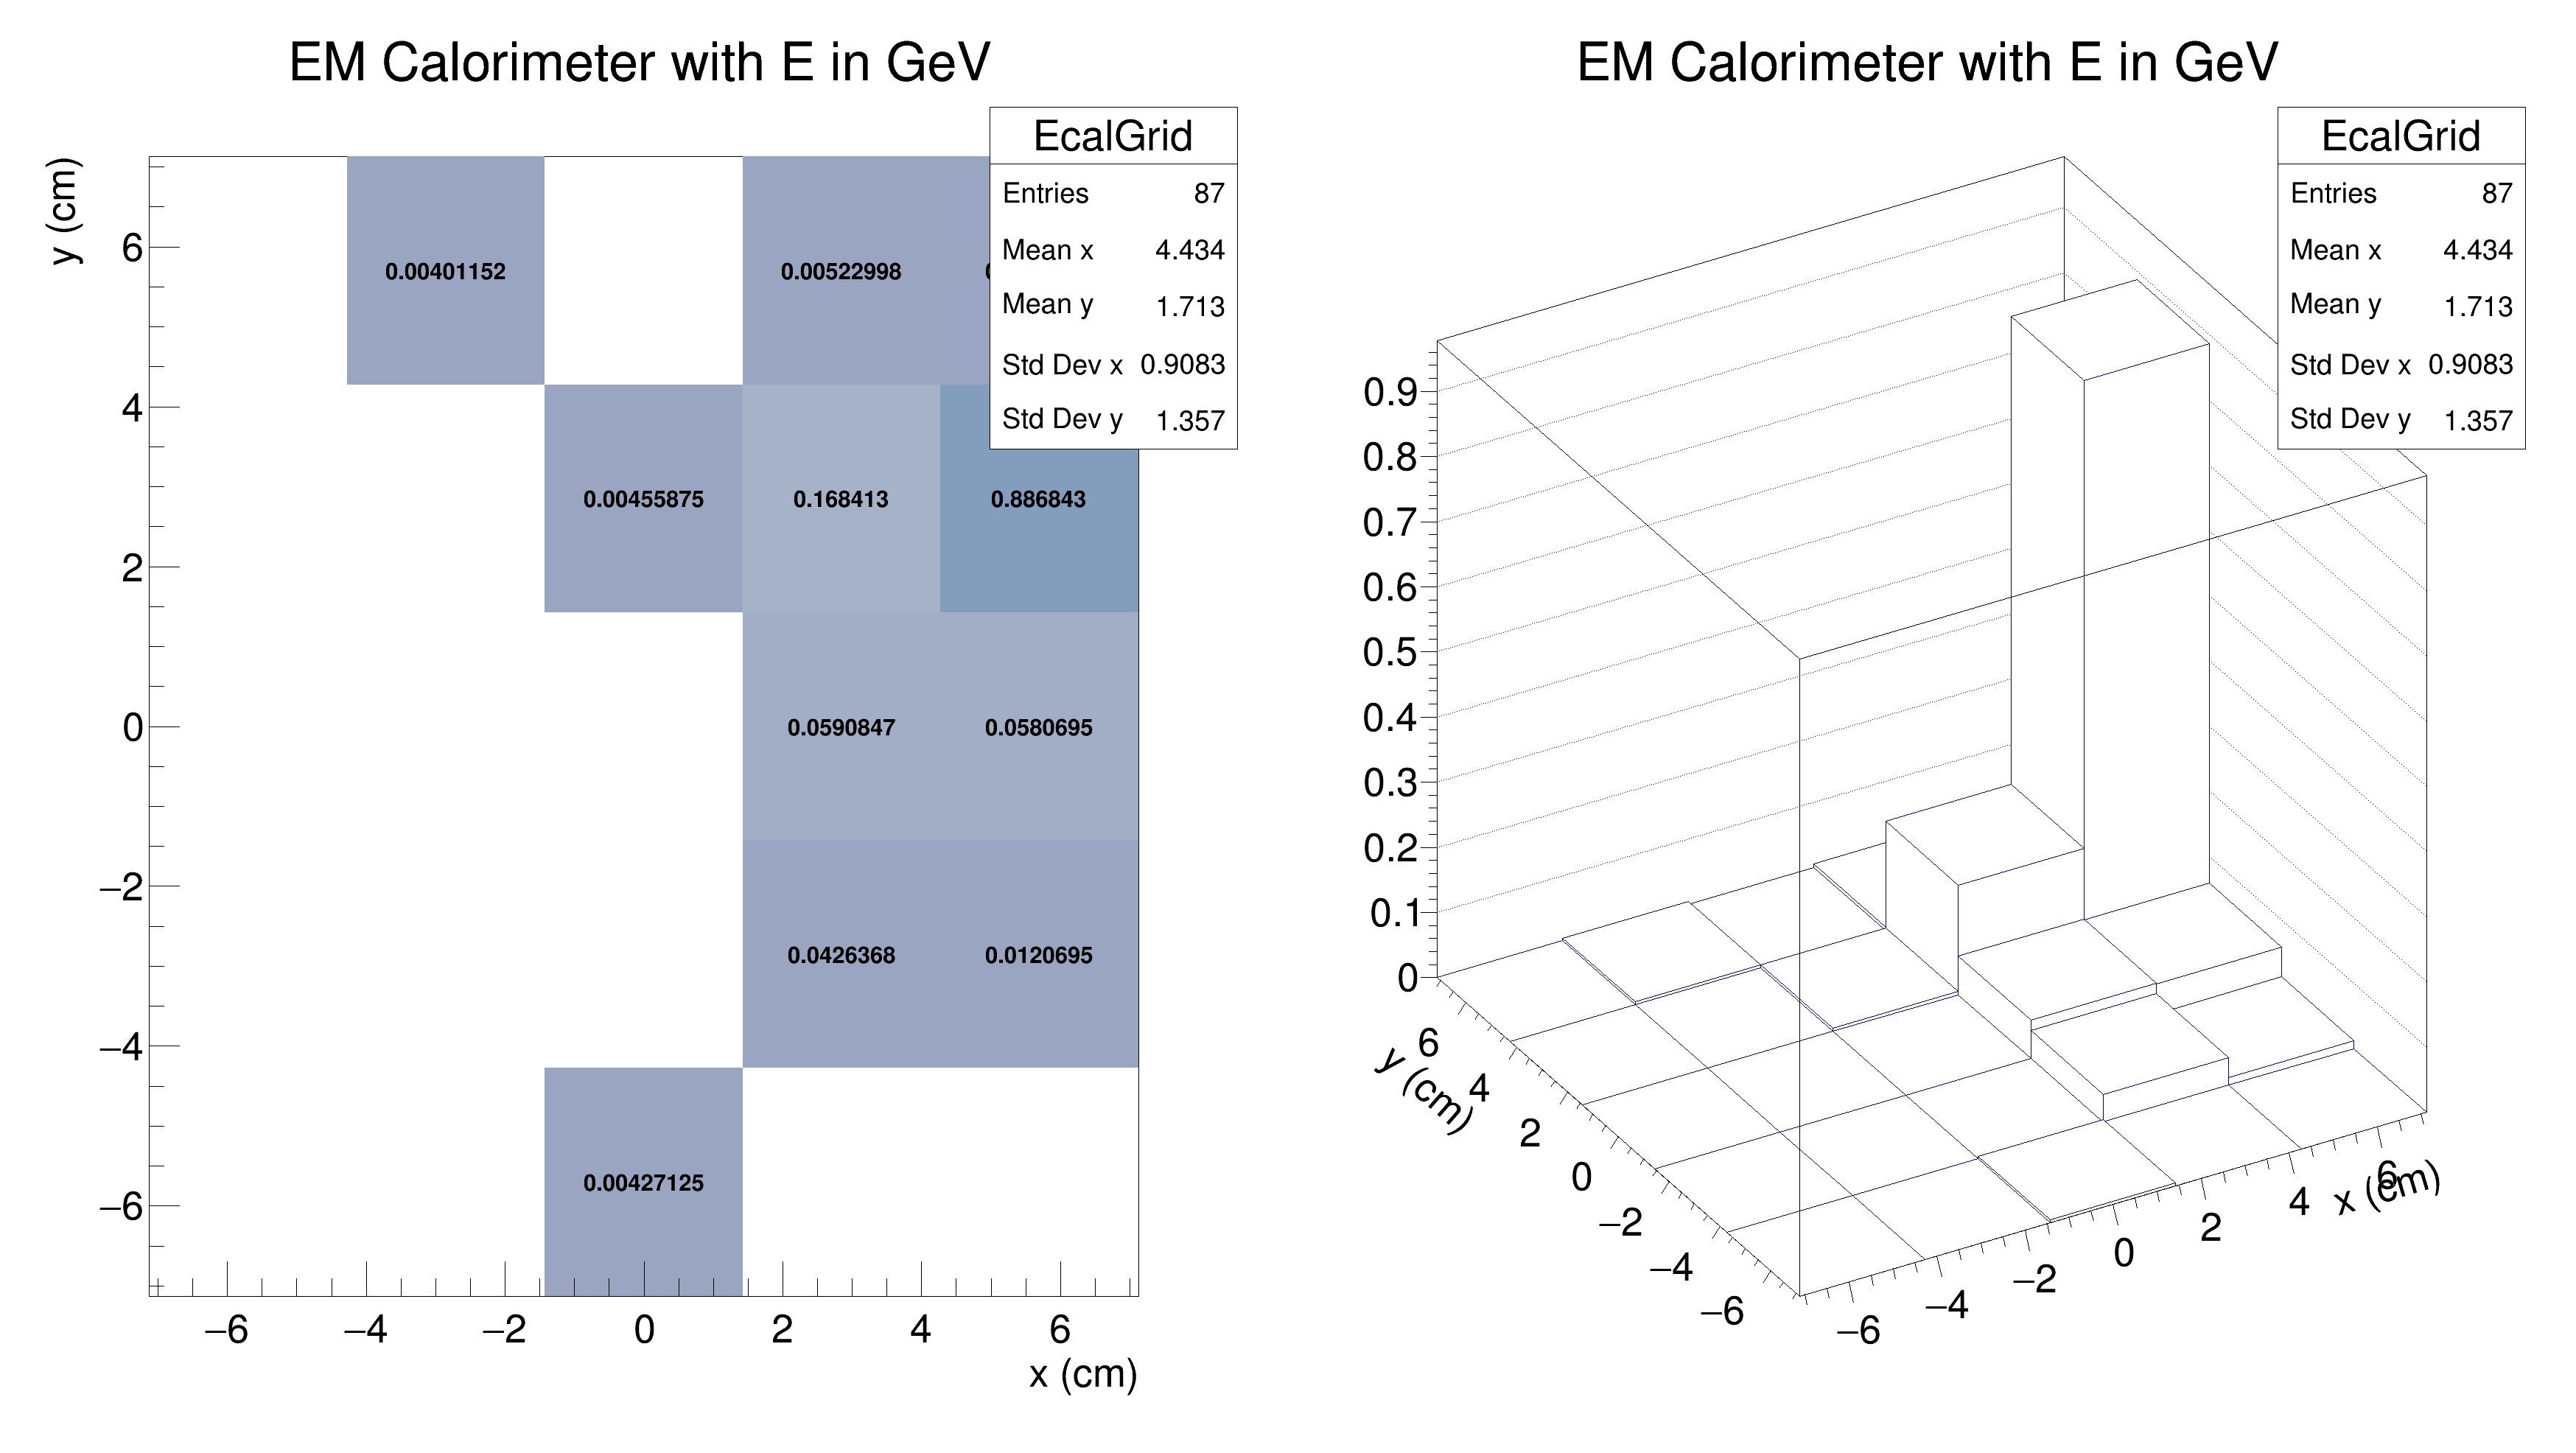 EM Calorimeter with E in GeV
EcalGrid
Entries 87
Mean x 4.434
Mean y 1.713
Std Dev x 0.9083
Std Dev y 1.357
y (cm)
6
4
2
0
−2
−4
−6
0.00401152 0.00522998
0.00455875 0.168413 0.886843
0.0590847 0.0580695
0.0426368 0.0120695
0.00427125
−6 −4 −2 0 2 4 6
x (cm)
EM Calorimeter with E in GeV
EcalGrid
Entries 87
Mean x 4.434
Mean y 1.713
Std Dev x 0.9083
Std Dev y 1.357
0.9
0.8
0.7
0.6
0.5
0.4
0.3
0.2
0.1
0
6
4
2
0
−2
−4
−6
y (cm)
−6 −4 −2 0 2 4 6
x (cm)